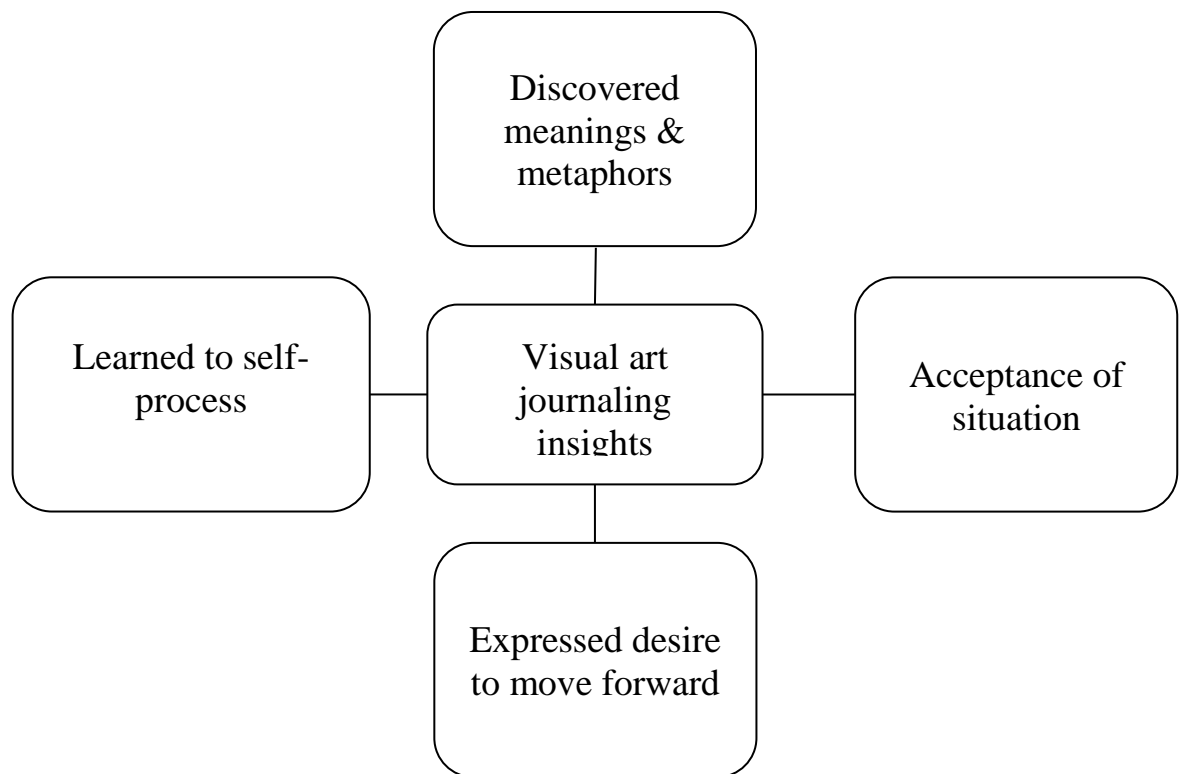 Discovered
meanings &
metaphors
Learned to self-
process
Visual art
journaling
insights
Acceptance of
situation
Expressed desire
to move forward